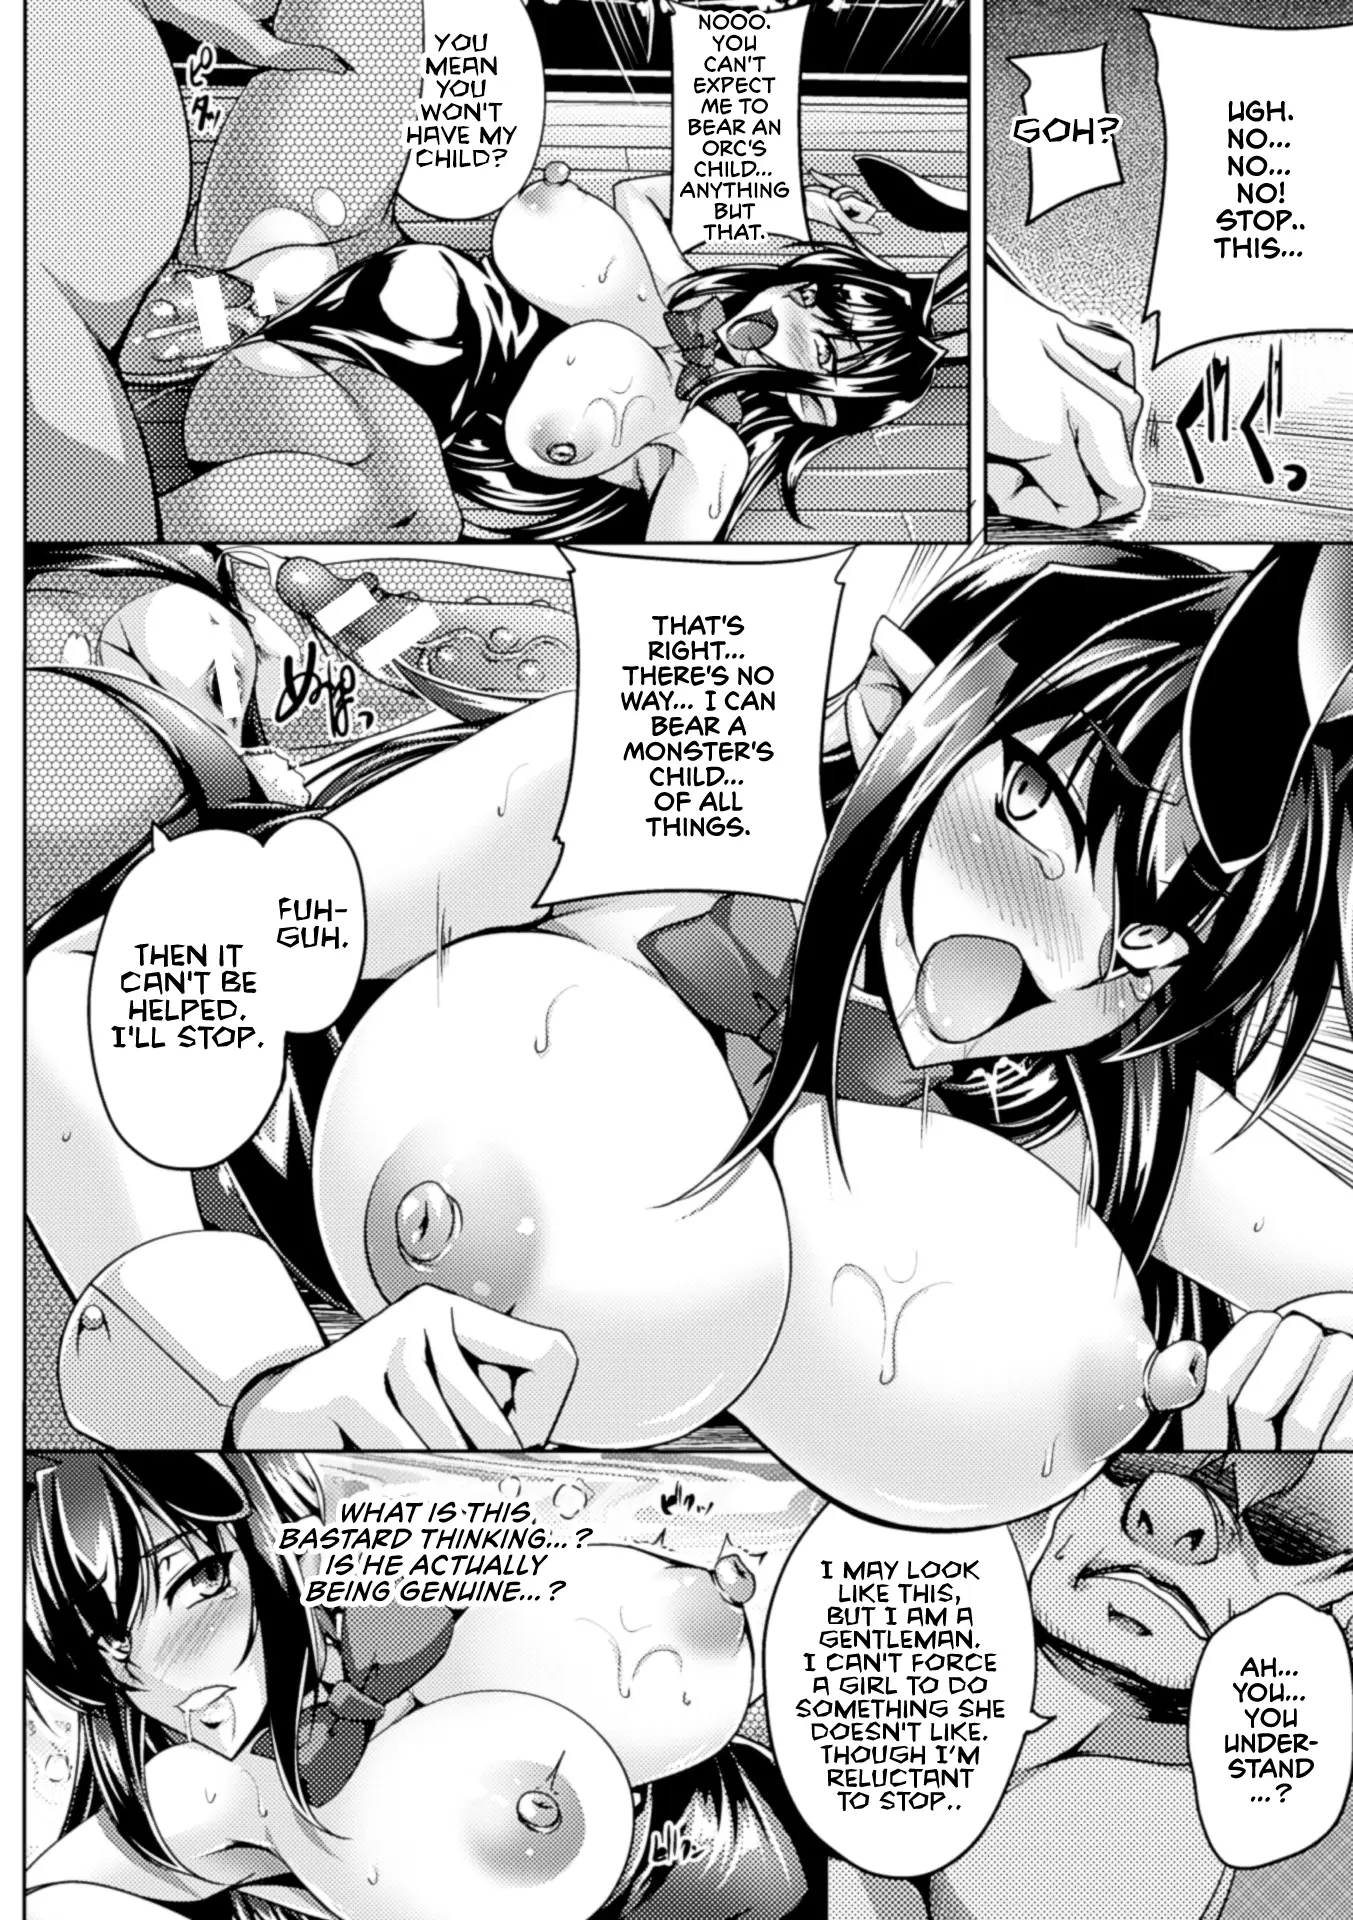 UGH.
NO...
NO...
NO!
STOP..
THIS...
GOH?
NOOO.
YOU
CAN'T
EXPECT
ME TO
BEAR AN
ORC'S
CHILD...
ANYTHING
BUT
THAT.
YOU
MEAN
YOU
WON'T
HAVE MY
CHILD?
THAT'S
RIGHT...
THERE'S NO
WAY... I CAN
BEAR A
MONSTER'S
CHILD...
OF ALL
THINGS.
FUH-
GUH.
THEN IT
CAN'T BE
HELPED.
I'LL STOP.
AH...
YOU...
YOU
UNDER-
STAND
...?
I MAY LOOK
LIKE THIS,
BUT I AM A
GENTLEMAN.
I CAN'T FORCE
A GIRL TO DO
SOMETHING SHE
DOESN'T LIKE.
THOUGH I'M
RELUCTANT
TO STOP..
WHAT IS THIS
BASTARD THINKING...?
IS HE ACTUALLY
BEING GENUINE...?